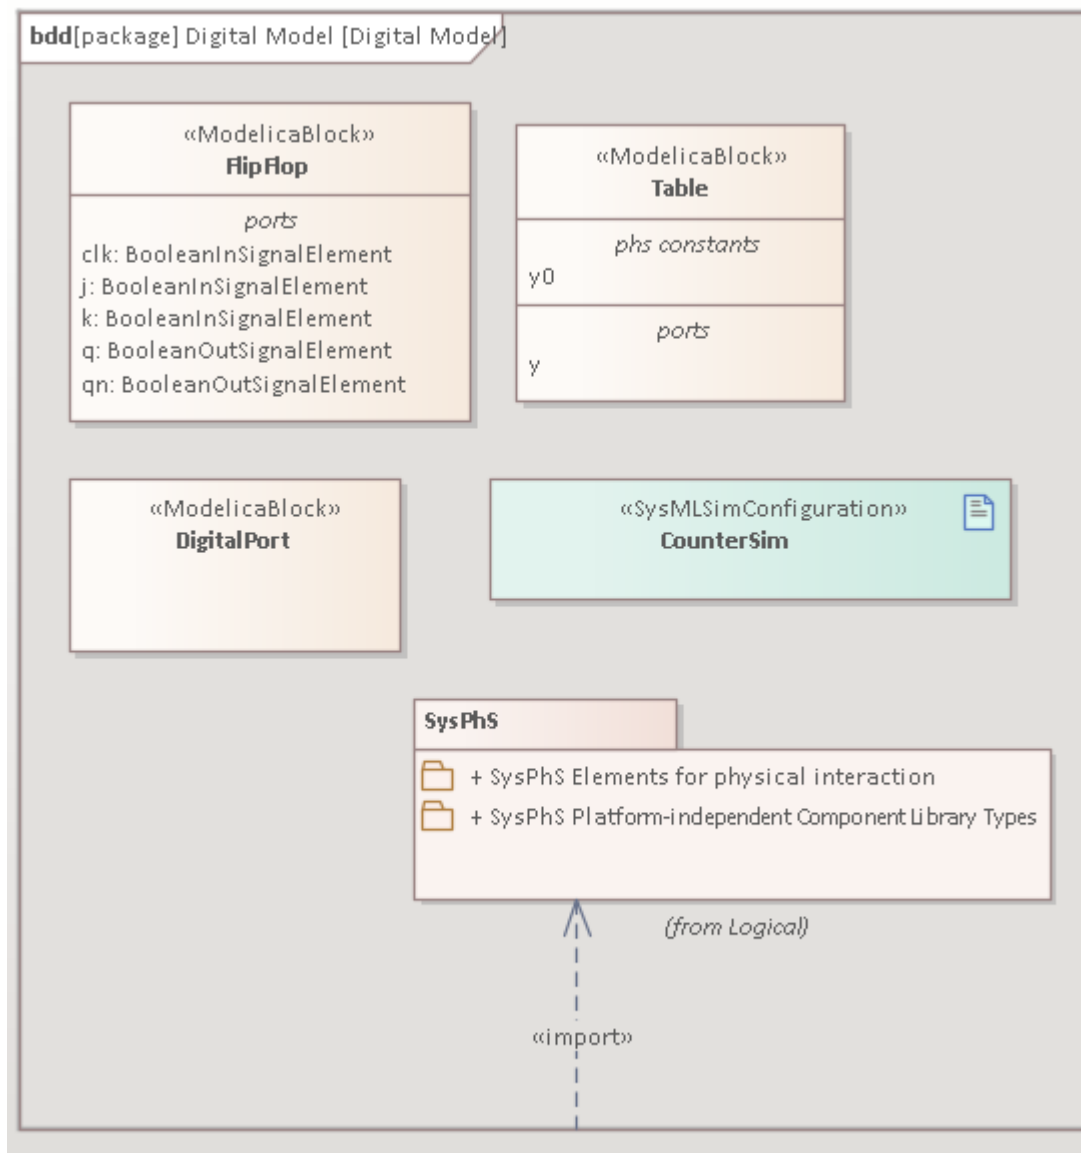 bdd[package] Digital Model [Digital Model]
«ModelicaBlock»
FlipFlop
ports
clk: BooleanInSignalElement
j: BooleanInSignalElement
k: BooleanInSignalElement
q: BooleanOutSignalElement
qn: BooleanOutSignalElement
«ModelicaBlock»
Table
phs constants
y0
ports
y
«ModelicaBlock»
DigitalPort
«SysMLSimConfiguration»
CounterSim
SysPhS
+ SysPhS Elements for physical interaction
+ SysPhS Platform-independent Component Library Types
(from Logical)
«import»